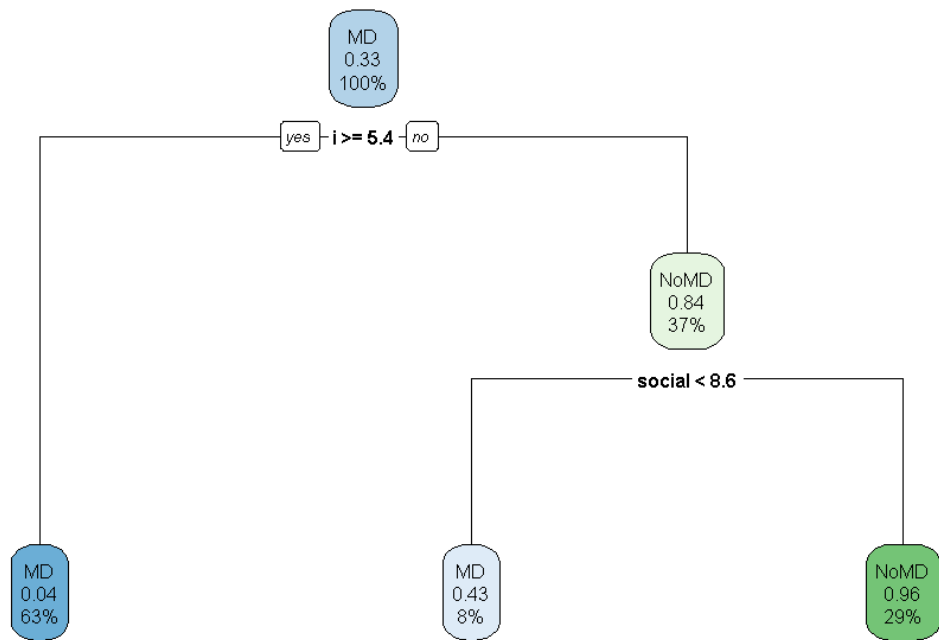 MD
0.33
100%
yes i >= 5.4 no
NoMD
0.84
37%
social < 8.6
MD
0.04
63%
MD
0.43
8%
NoMD
0.96
29%